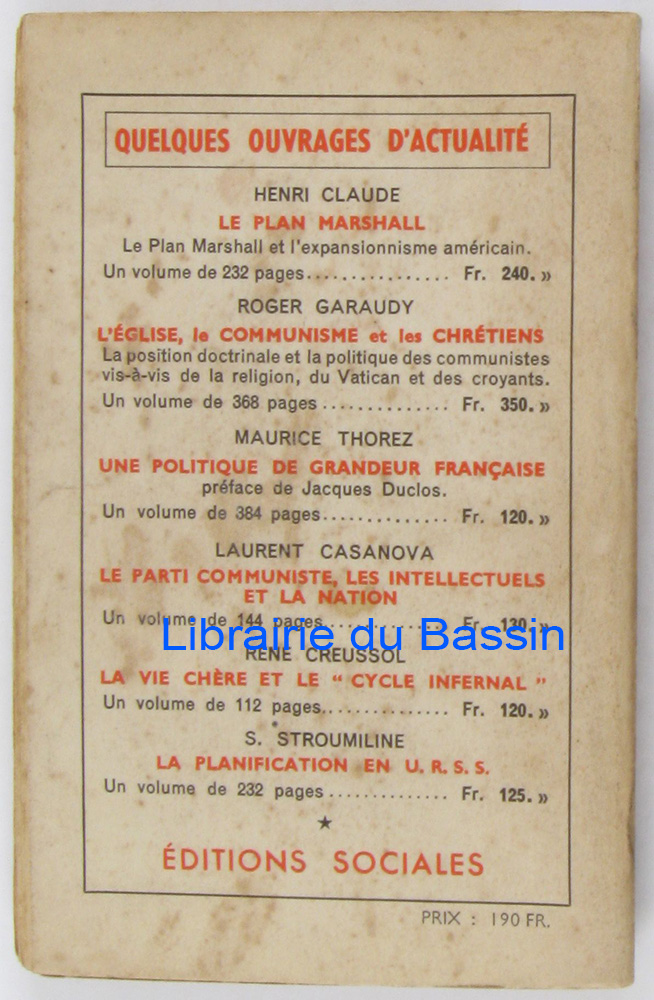 QUELQUES OUVRAGES D'ACTUALITÉ
HENRI CLAUDE
LE PLAN MARSHALL
Le Plan Marshall et l'expansionnisme américain.
Un volume de 232 pages................ Fr. 240. »
ROGER GARAUDY
L'ÉGLISE, le COMMUNISME et les CHRÉTIENS
La position doctrinale et la politique des communistes
vis-à-vis de la religion, du Vatican et des croyants.
Un volume de 368 pages .............. Fr. 350. »
MAURICE THOREZ
UNE POLITIQUE DE GRANDEUR FRANÇAISE
préface de Jacques Duclos.
Un volume de 384 pages.............. Fr. 120. »
LAURENT CASANOVA
LE PARTI COMMUNISTE, LES INTELLECTUELS
ET LA NATION
Un volume de 144 pages.............. Fr. 130. »
Librairie du Bassin
RENÉ CREUSSOL
LA VIE CHÈRE ET LE " CYCLE INFERNAL "
Un volume de 112 pages.............. Fr. 120. »
S. STROUMILINE
LA PLANIFICATION EN U. R. S. S.
Un volume de 232 pages ............. Fr. 125. »
★
ÉDITIONS SOCIALES
PRIX : 190 FR.